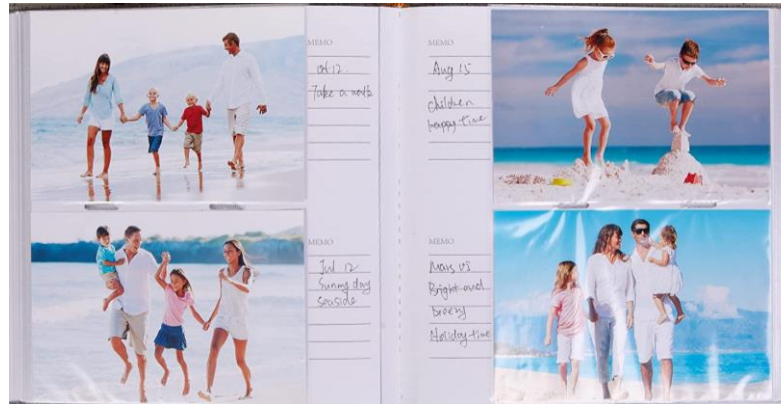 MEMO
Oct 12.
Take a walk
MEMO
Jul 12
Sunny day
seaside
MEMO
Aug 15
children
happy time
MEMO
Bright and
Holiday time